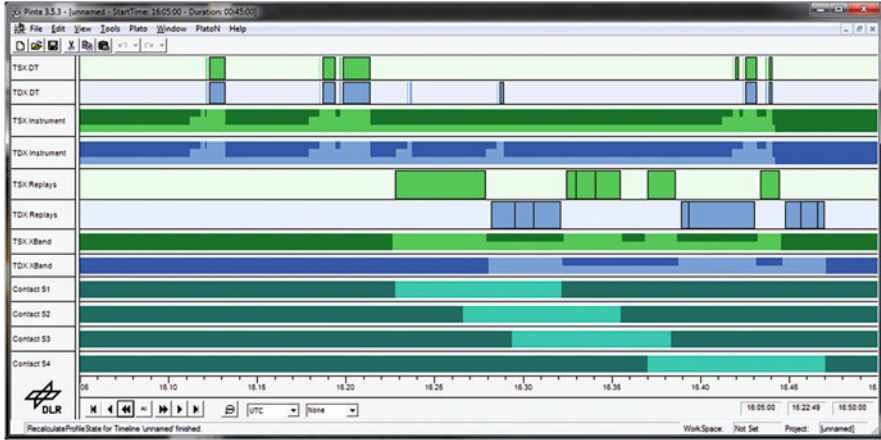 Pinta 3.5.3 - [unnamed - StartTime: 16:05:00 - Duration: 00:45:00]
File Edit View Tools Plato Window PlatoN Help
TSX DT
TDX DT
TSX Instrument
TDX Instrument
TSX Replays
TDX Replays
TSX XBand
TDX XBand
Contact S1
Contact S2
Contact S3
Contact S4
05 16.10 16.20 16.25 16.30 16.35 16.40 16.45 16
DLR
All UTC None 16:05:00 16:22:49 16:50:00
RecalculateProfileState for Timeline 'unnamed' finished. WorkSpace: Not Set Project: [unnamed]